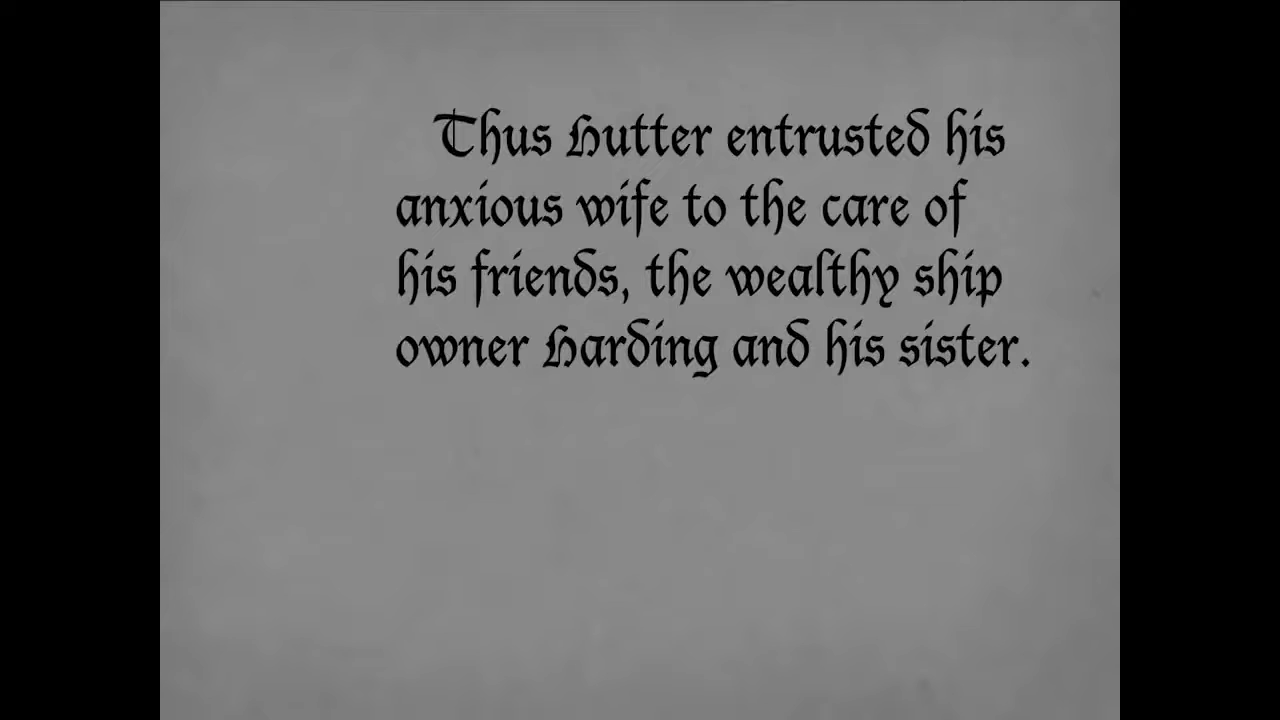 Thus Hutter entrusted his
anxious wife to the care of
his friends, the wealthy ship
owner Harding and his sister.